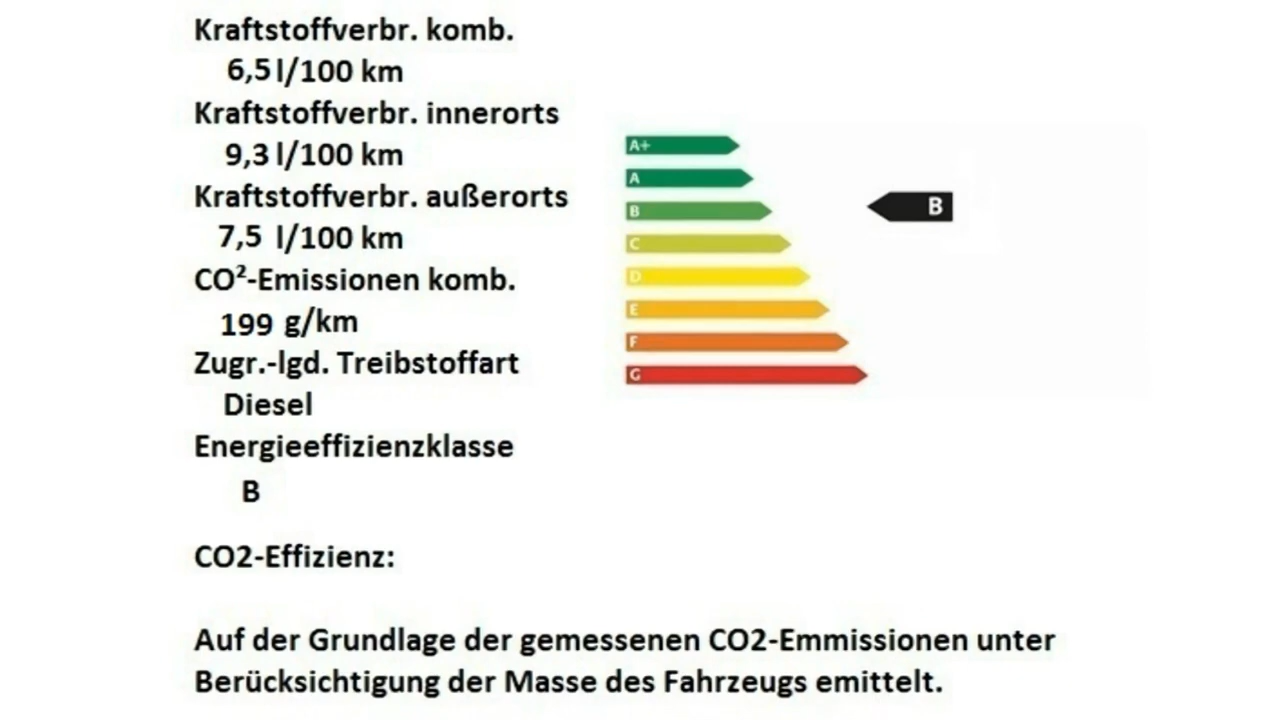 Kraftstoffverbr. komb.
6,5 l/100 km
Kraftstoffverbr. innerorts
9,3 l/100 km
Kraftstoffverbr. außerorts
7,5 l/100 km
CO²-Emissionen komb.
199 g/km
Zugr.-lgd. Treibstoffart
Diesel
Energieeffizienzklasse
B
A+
A
B
C
D
E
F
G
B
CO2-Effizienz:
Auf der Grundlage der gemessenen CO2-Emmissionen unter
Berücksichtigung der Masse des Fahrzeugs emittelt.